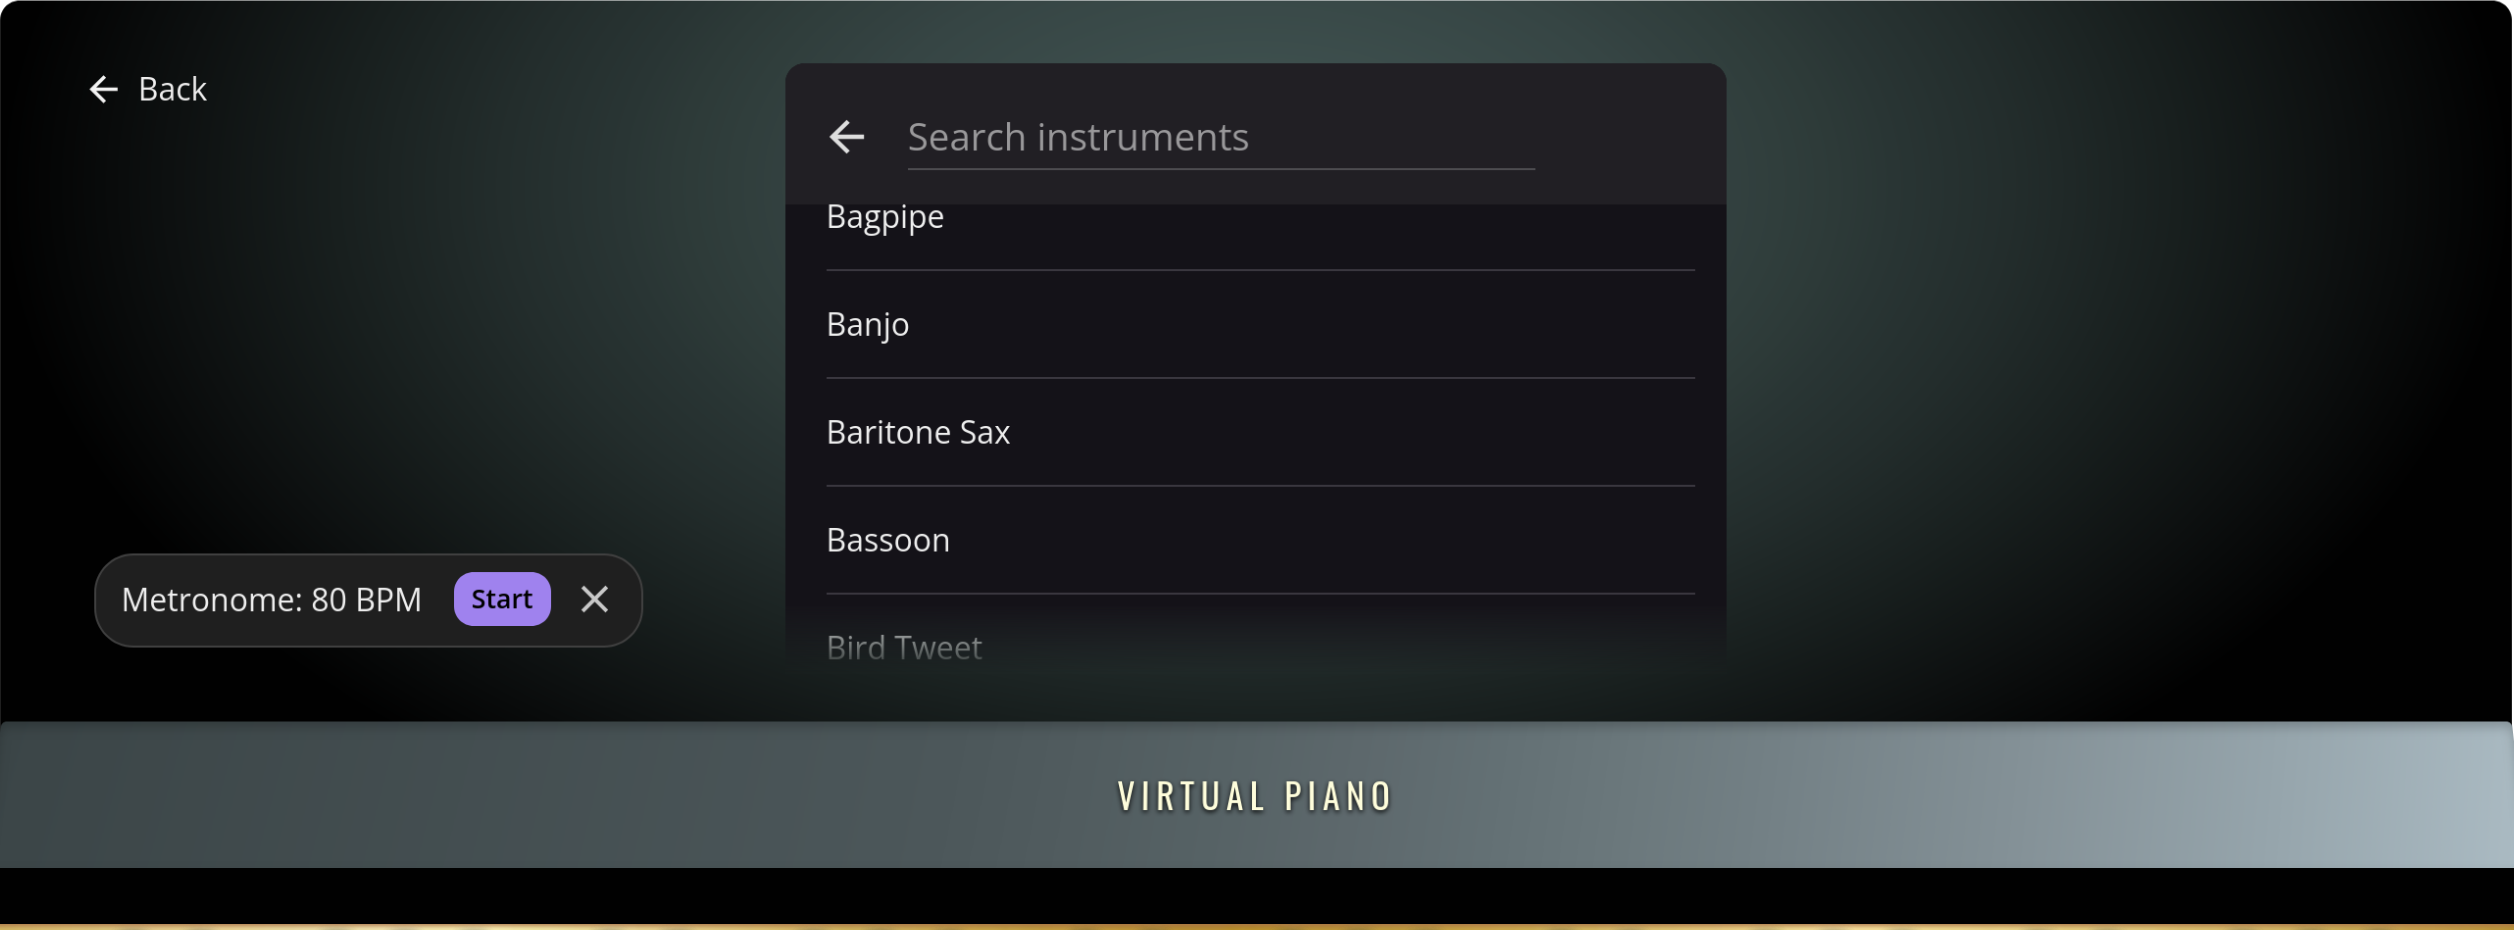 Back
Search instruments
Bagpipe
Banjo
Baritone Sax
Bassoon
Metronome: 80 BPM Start
Bird Tweet
VIRTUAL PIANO